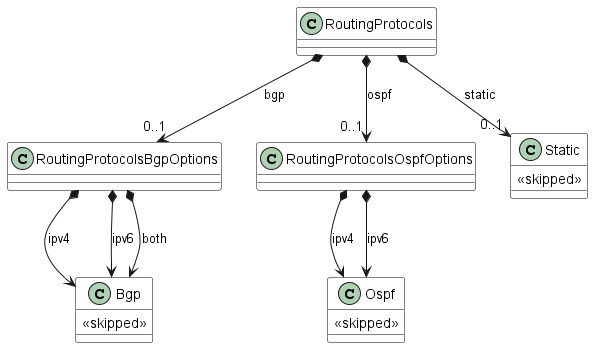 C RoutingProtocols
bgp
ospf
static
0..1
0..1
0..1
C RoutingProtocolsBgpOptions
C RoutingProtocolsOspfOptions
C Static
«skipped»
ipv4
ipv6
both
ipv4
ipv6
C Bgp
«skipped»
C Ospf
«skipped»